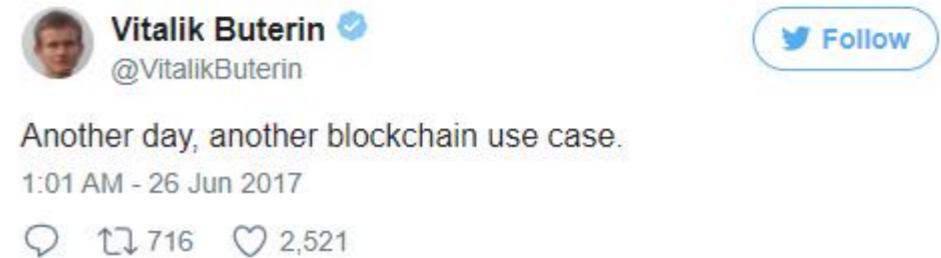 Vitalik Buterin
@VitalikButerin
Follow
Another day, another blockchain use case.
1:01 AM - 26 Jun 2017
716 2,521